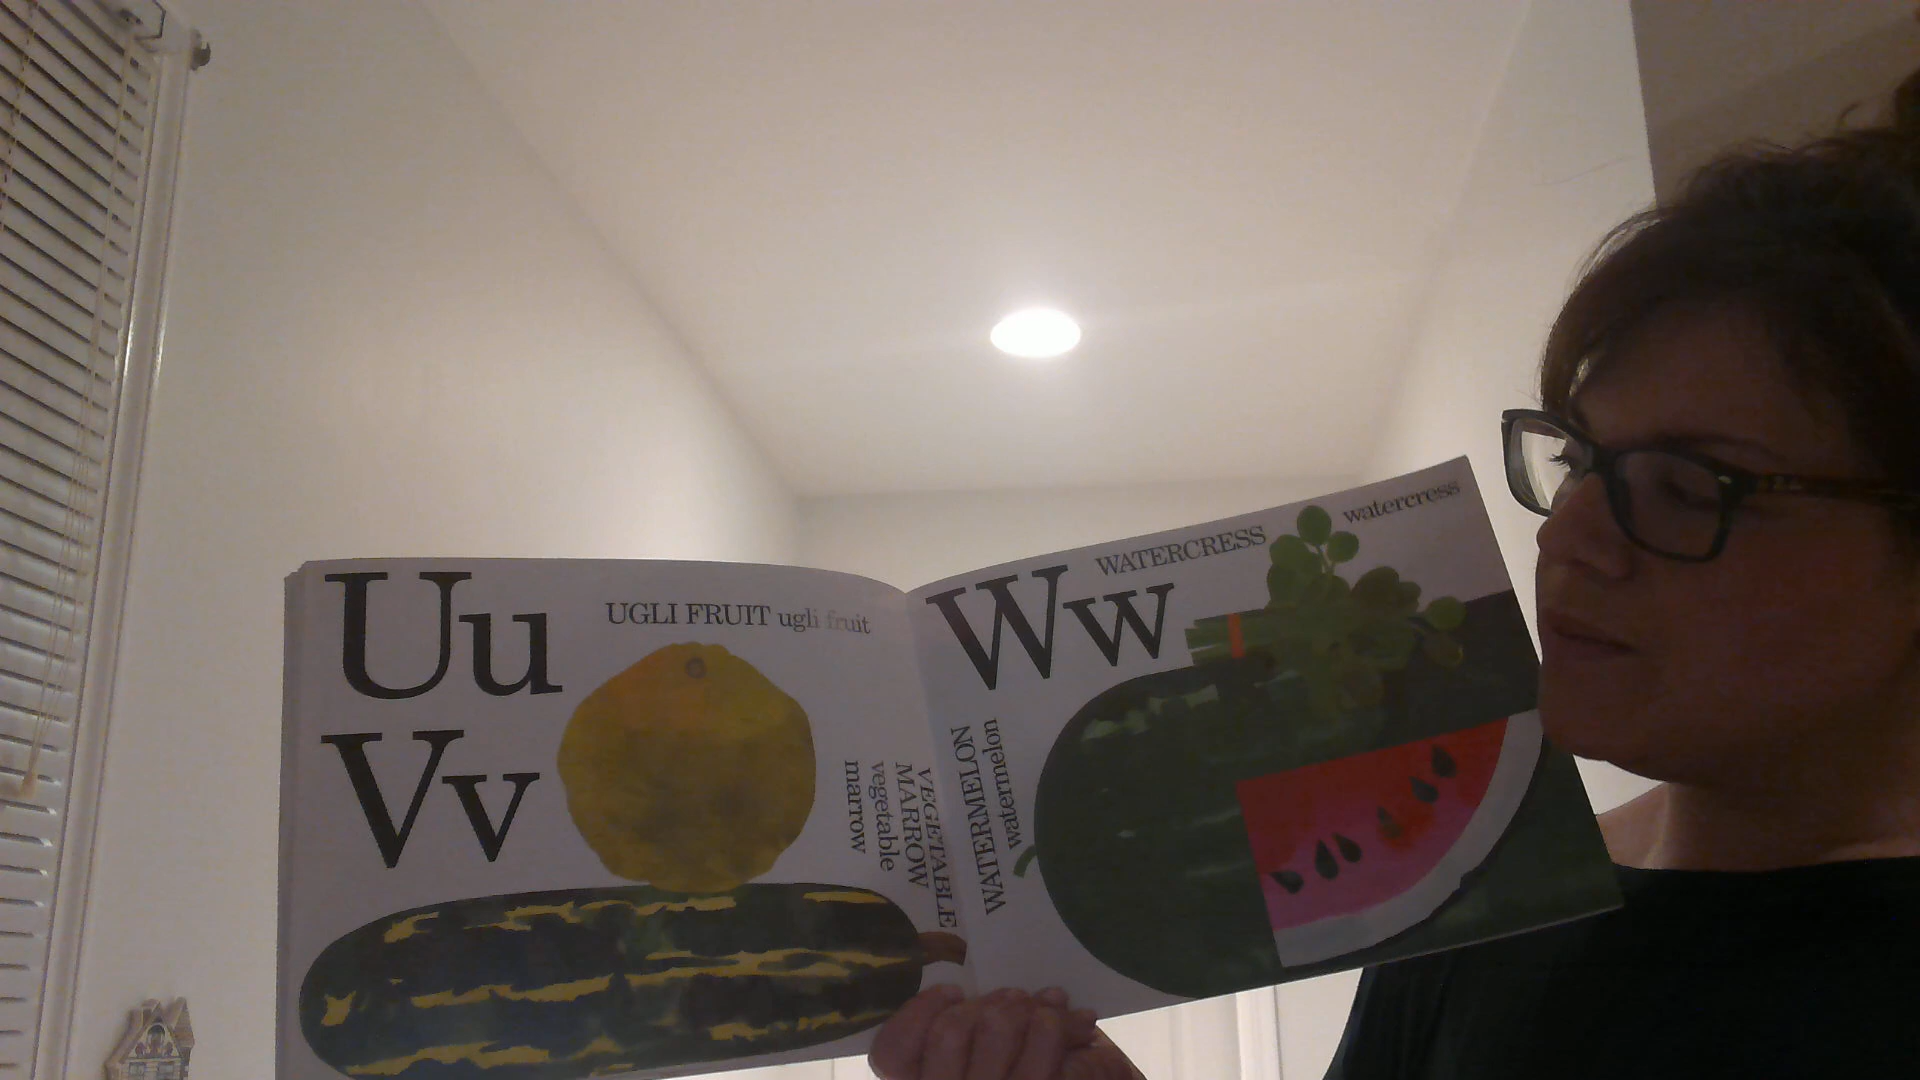 Uu
UGLI FRUIT ugli fruit
Vv
VEGETABLE
MARROW
vegetable
marrow
Ww
WATERCRESS
watercress
WATERMELON
watermelon